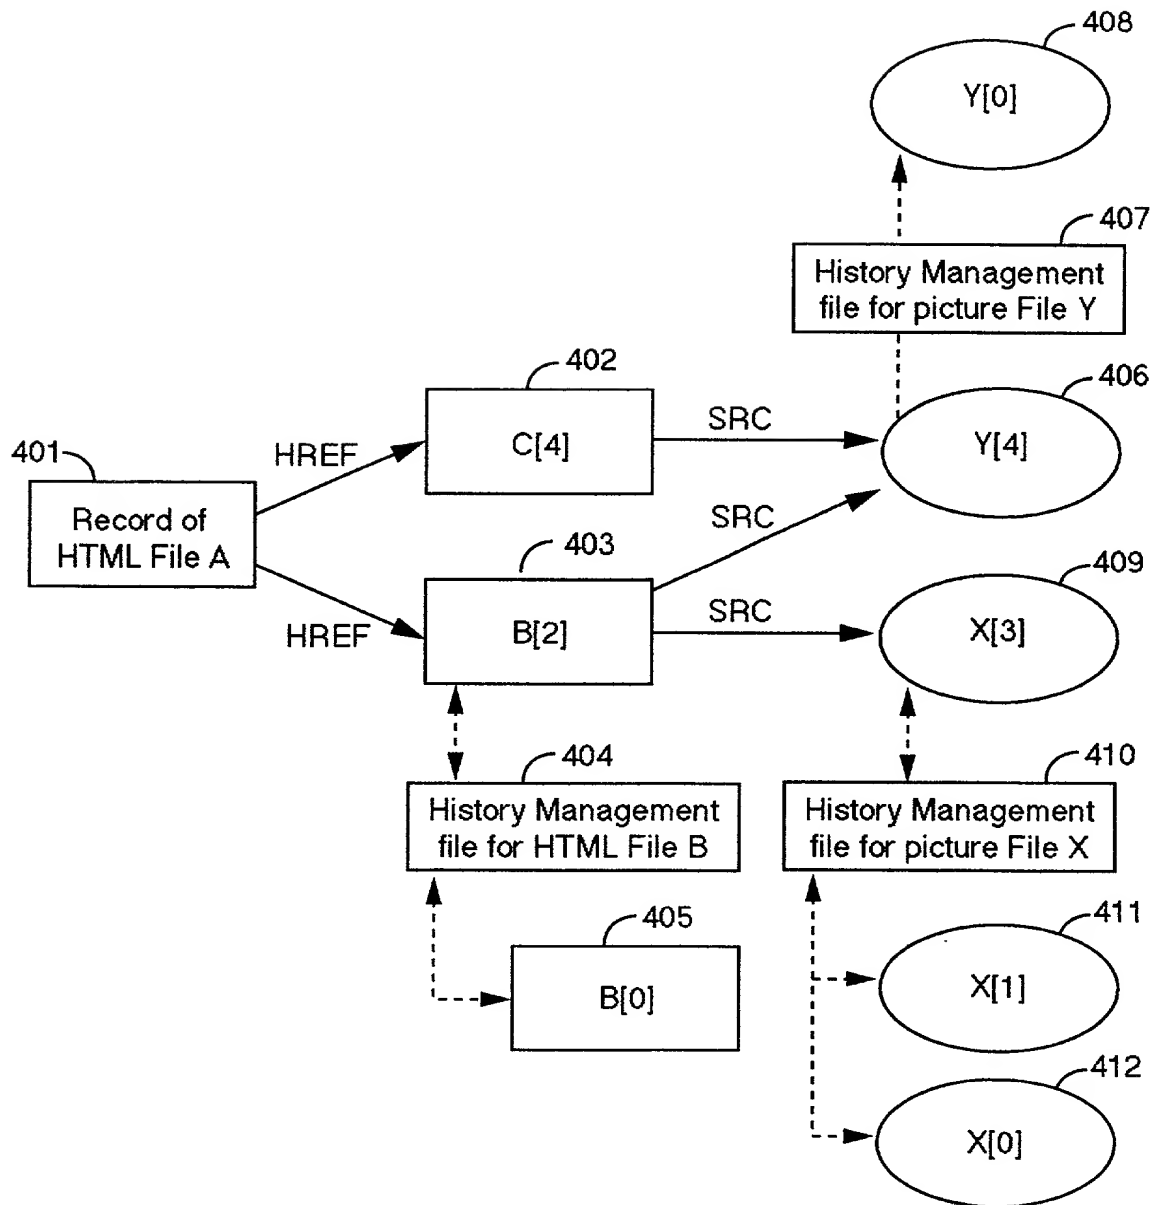 408
Y[0]
407
History Management
file for picture File Y
402
406
C[4]
SRC
Y[4]
401
HREF
Record of
HTML File A
SRC
403
409
HREF
B[2]
SRC
X[3]
404
410
History Management
file for HTML File B
History Management
file for picture File X
405
411
B[0]
X[1]
412
X[0]